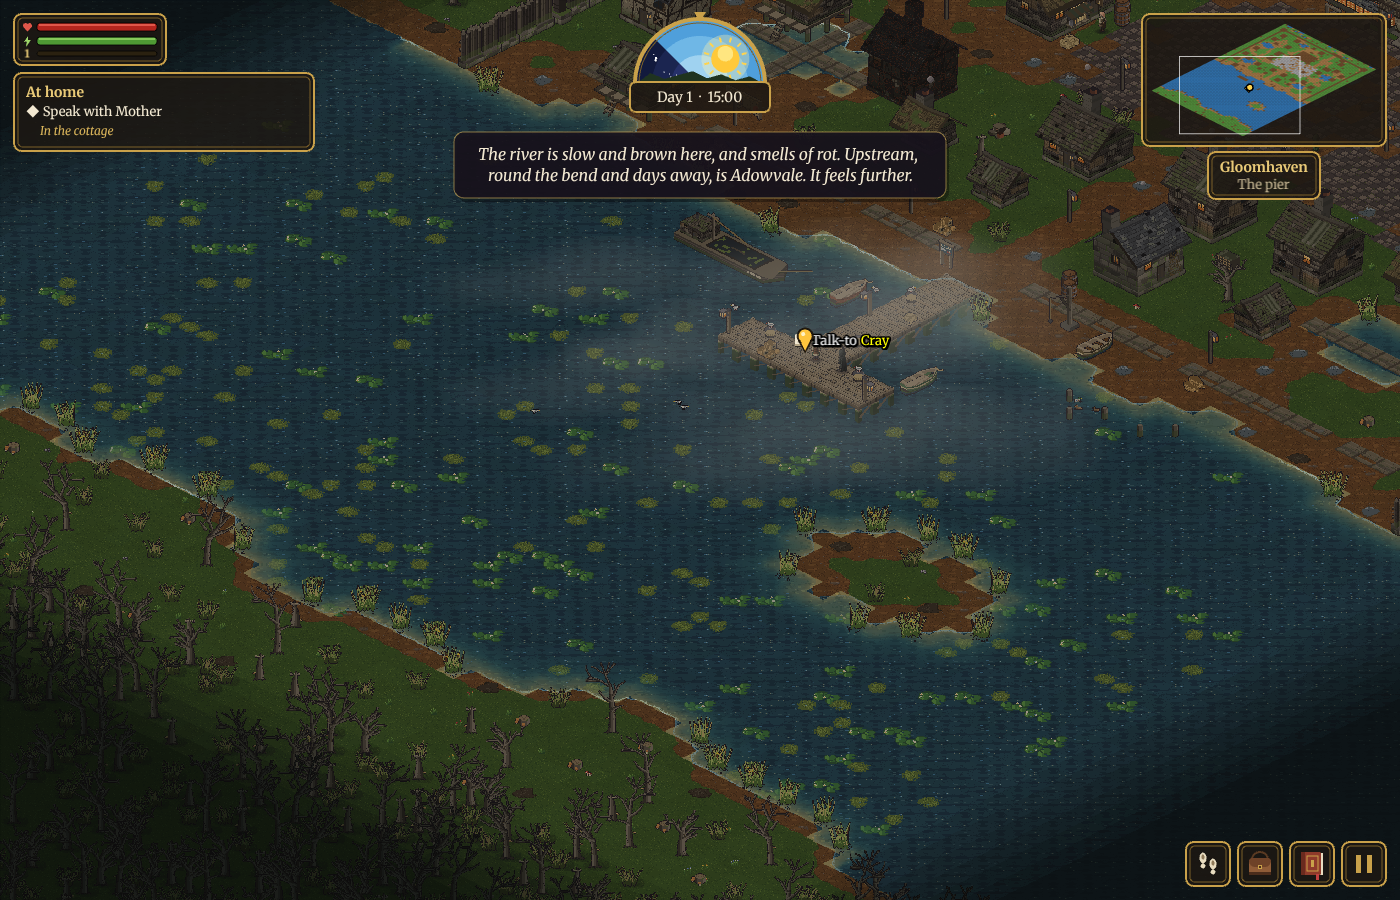 1
At home
Speak with Mother
In the cottage
Day 1 · 15:00
The river is slow and brown here, and smells of rot. Upstream,
round the bend and days away, is Adowvale. It feels further.
Gloomhaven
The pier
Talk-to Cray